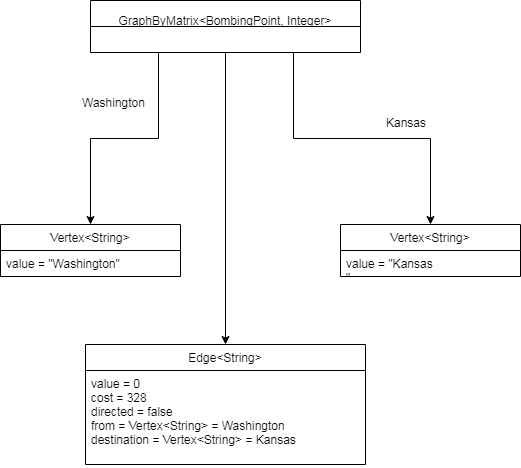 GraphByMatrix<BombingPoint, Integer>
Washington
Kansas
Vertex<String>
value = "Washington"
Vertex<String>
value = "Kansas
"
Edge<String>
value = 0
cost = 328
directed = false
from = Vertex<String> = Washington
destination = Vertex<String> = Kansas